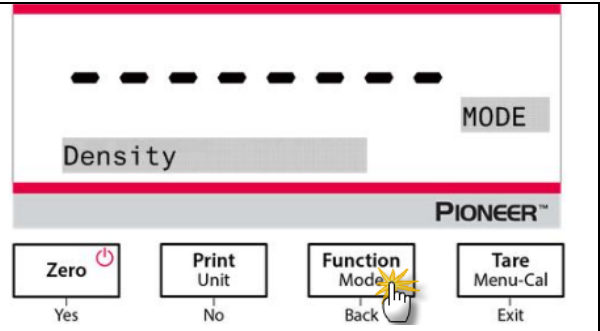 --------
MODE
Density
PIONEER™
Zero
Print
Unit
Function
Mode
Tare
Menu-Cal
Yes
No
Back
Exit